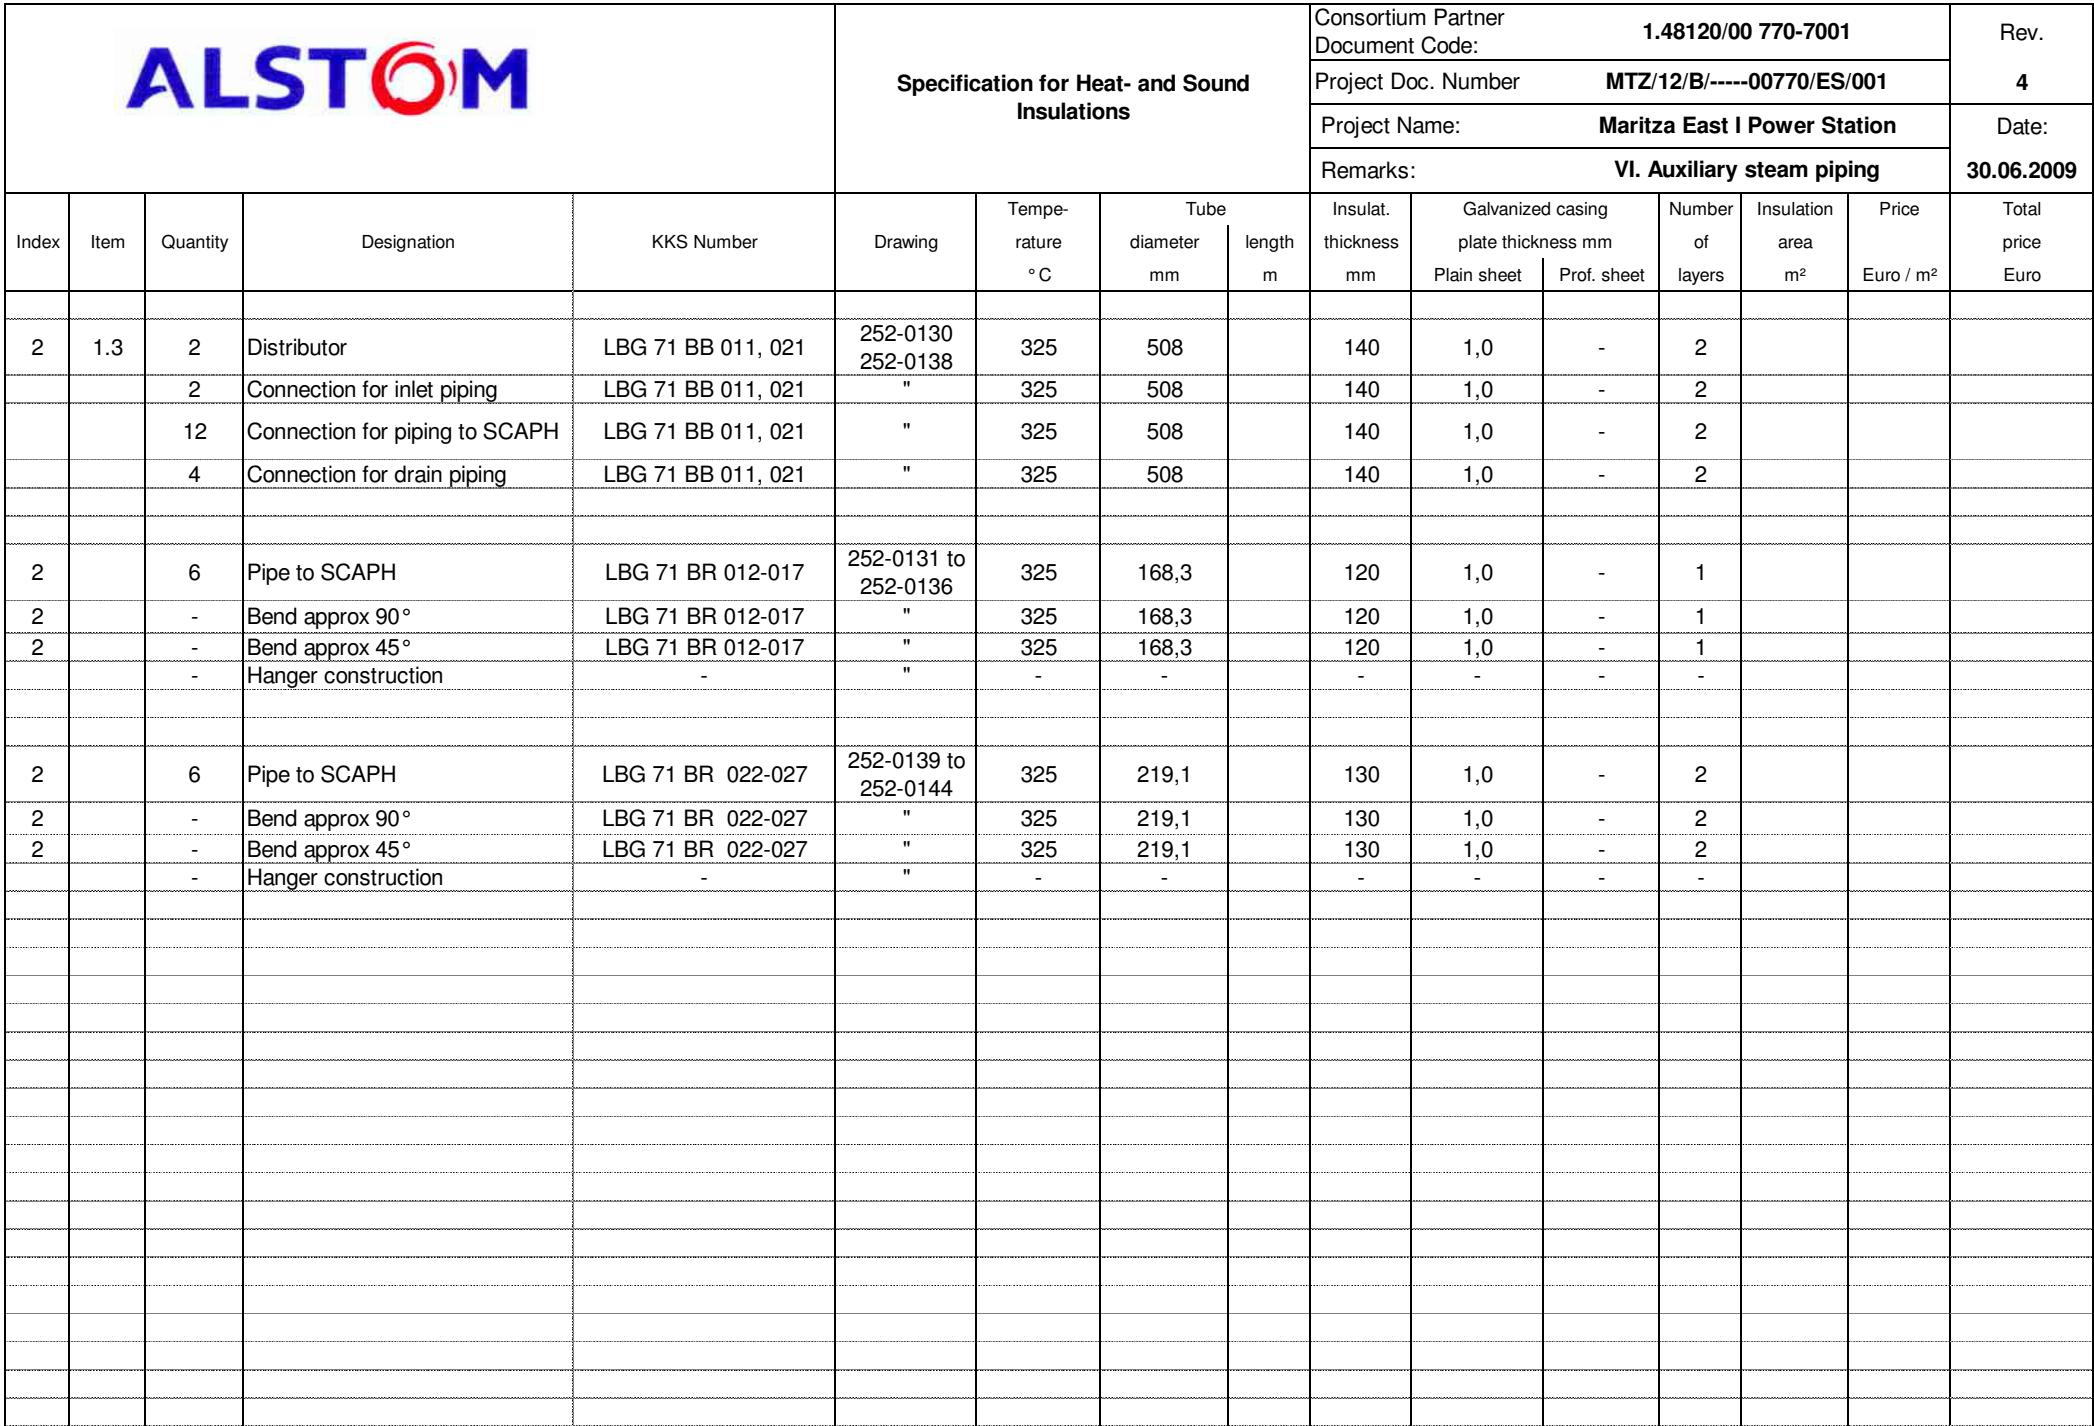 ALSTOM
Specification for Heat- and Sound
Insulations
Consortium Partner
Document Code:
1.48120/00 770-7001
Rev.
Project Doc. Number MTZ/12/B/-----00770/ES/001 4
Project Name: Maritza East I Power Station Date:
Remarks: VI. Auxiliary steam piping 30.06.2009
Tempe- Tube Insulat. Galvanized casing Number Insulation Price Total
Index Item Quantity Designation KKS Number Drawing rature diameter length thickness plate thickness mm of area price
°C mm m mm Plain sheet Prof. sheet layers m² Euro / m² Euro
252-0130
2 1.3 2 Distributor LBG 71 BB 011, 021 325 508 140 1,0 - 2
252-0138
2 Connection for inlet piping LBG 71 BB 011, 021 " 325 508 140 1,0 - 2
12 Connection for piping to SCAPH LBG 71 BB 011, 021 " 325 508 140 1,0 - 2
4 Connection for drain piping LBG 71 BB 011, 021 " 325 508 140 1,0 - 2
252-0131 to
2 6 Pipe to SCAPH LBG 71 BR 012-017 325 168,3 120 1,0 - 1
252-0136
2 - Bend approx 90° LBG 71 BR 012-017 " 325 168,3 120 1,0 - 1
2 - Bend approx 45° LBG 71 BR 012-017 " 325 168,3 120 1,0 - 1
- Hanger construction - " - - - - - -
252-0139 to
2 6 Pipe to SCAPH LBG 71 BR 022-027 325 219,1 130 1,0 - 2
252-0144
2 - Bend approx 90° LBG 71 BR 022-027 " 325 219,1 130 1,0 - 2
2 - Bend approx 45° LBG 71 BR 022-027 " 325 219,1 130 1,0 - 2
- Hanger construction - " - - - - - -